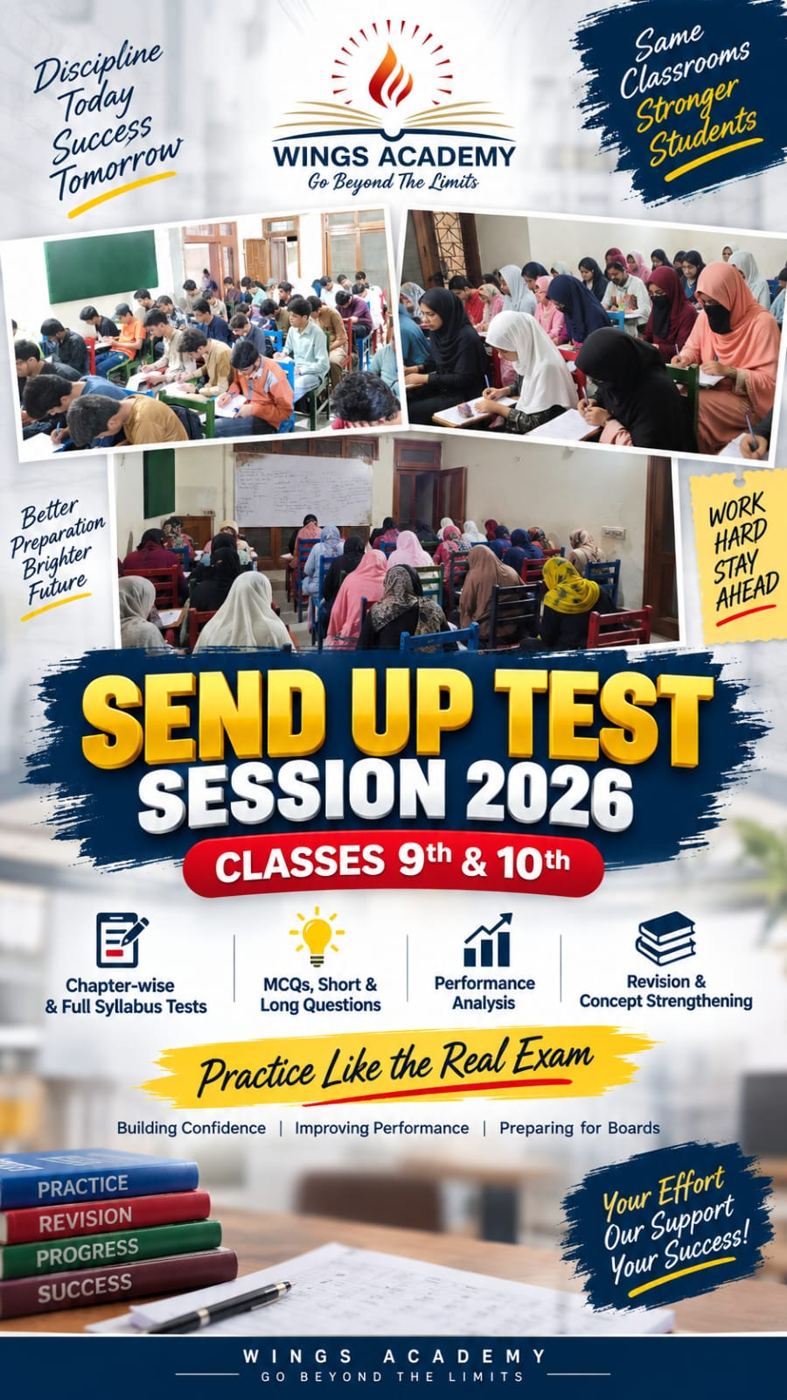 Discipline
Today
Success
Tomorrow
WINGS ACADEMY
Go Beyond The Limits
Same
Classrooms
Stronger
Students
Better
Preparation
Brighter
Future
WORK
HARD
STAY
AHEAD
SEND UP TEST
SESSION 2026
CLASSES 9th & 10th
Chapter-wise
& Full Syllabus Tests
MCQs, Short &
Long Questions
Performance
Analysis
Revision &
Concept Strengthening
Practice Like the Real Exam
Building Confidence | Improving Performance | Preparing for Boards
PRACTICE
REVISION
PROGRESS
SUCCESS
Your Effort
Our Support
Your Success!
WINGS ACADEMY
GO BEYOND THE LIMITS